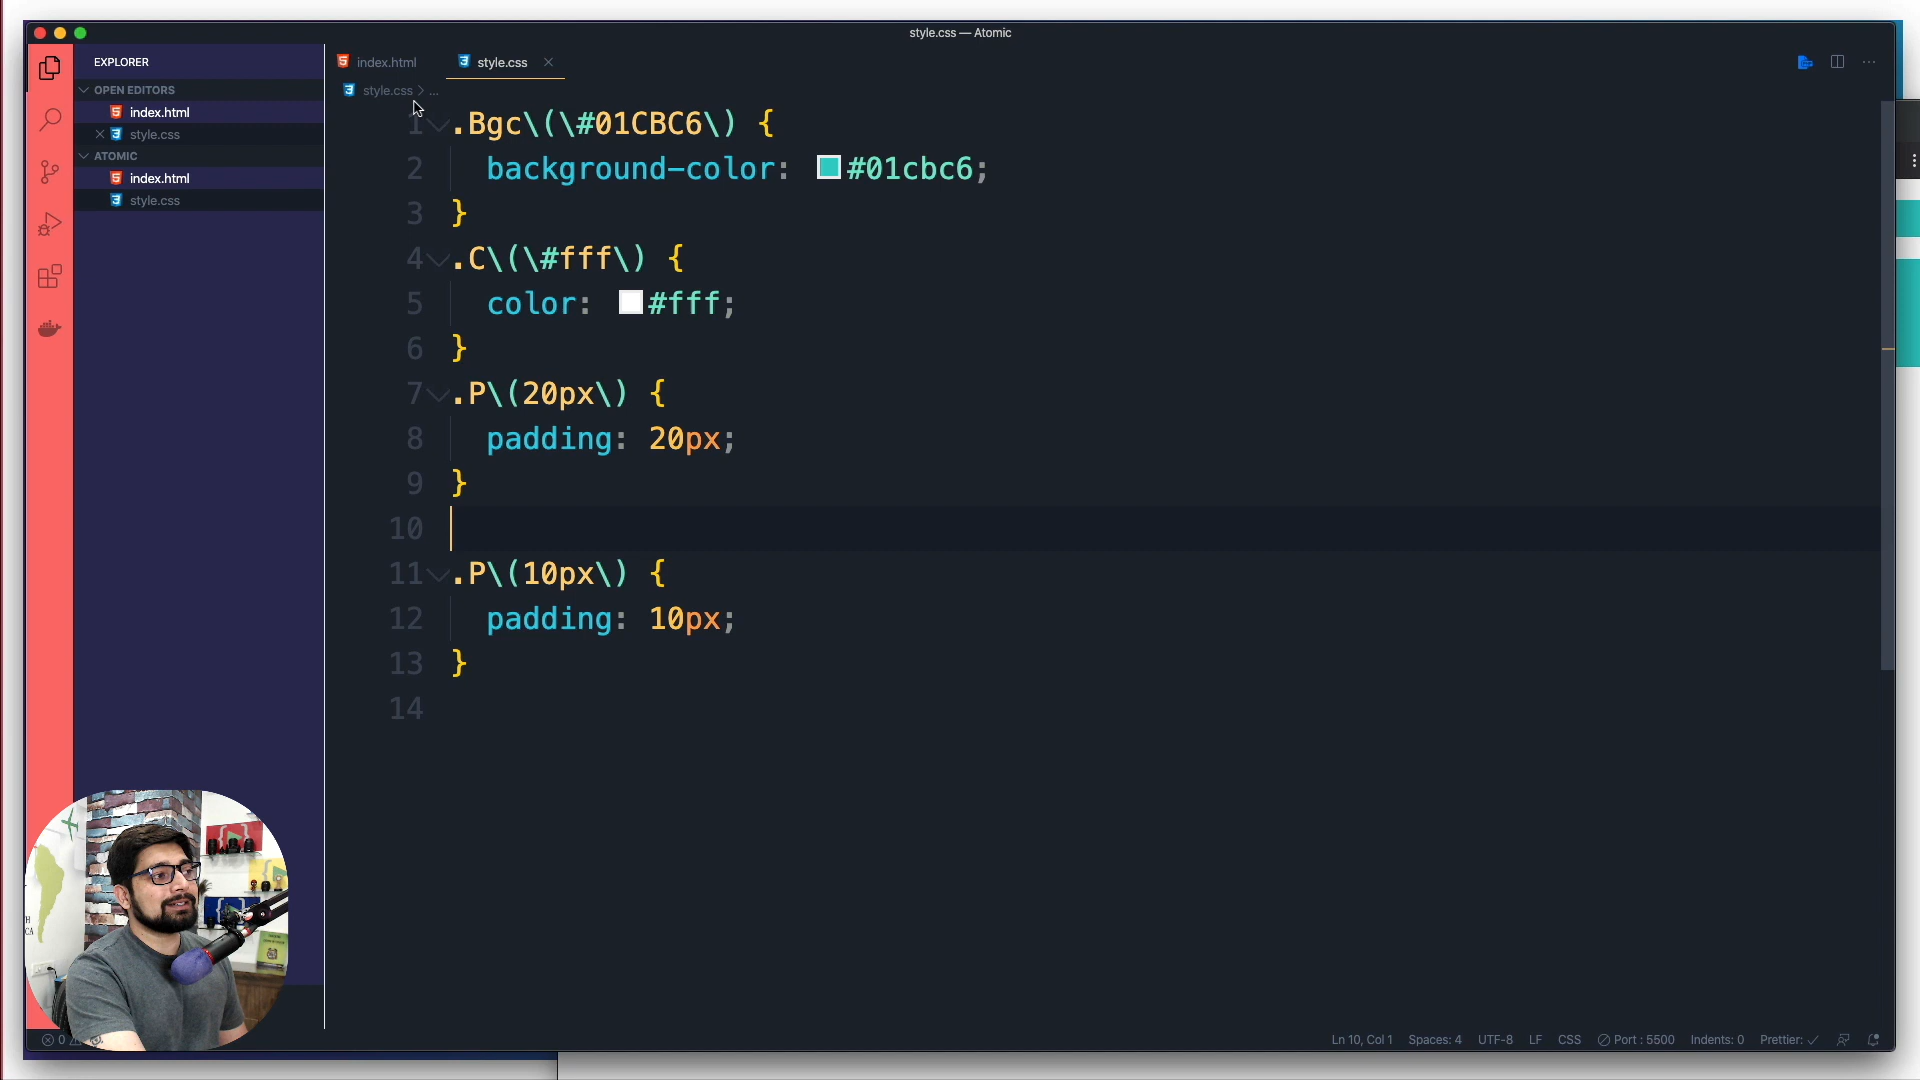 style.css — Atomic
EXPLORER
OPEN EDITORS
index.html
style.css
ATOMIC
index.html
style.css
index.html
style.css
style.css > ...
1 .Bgc\(\#01CBC6\) {
2 background-color: #01cbc6;
3 }
4 .C\(\#fff\) {
5 color: #fff;
6 }
7 .P\(20px\) {
8 padding: 20px;
9 }
10
11 .P\(10px\) {
12 padding: 10px;
13 }
14
0
Ln 10, Col 1 Spaces: 4 UTF-8 LF CSS Port : 5500 Indents: 0 Prettier: ✓